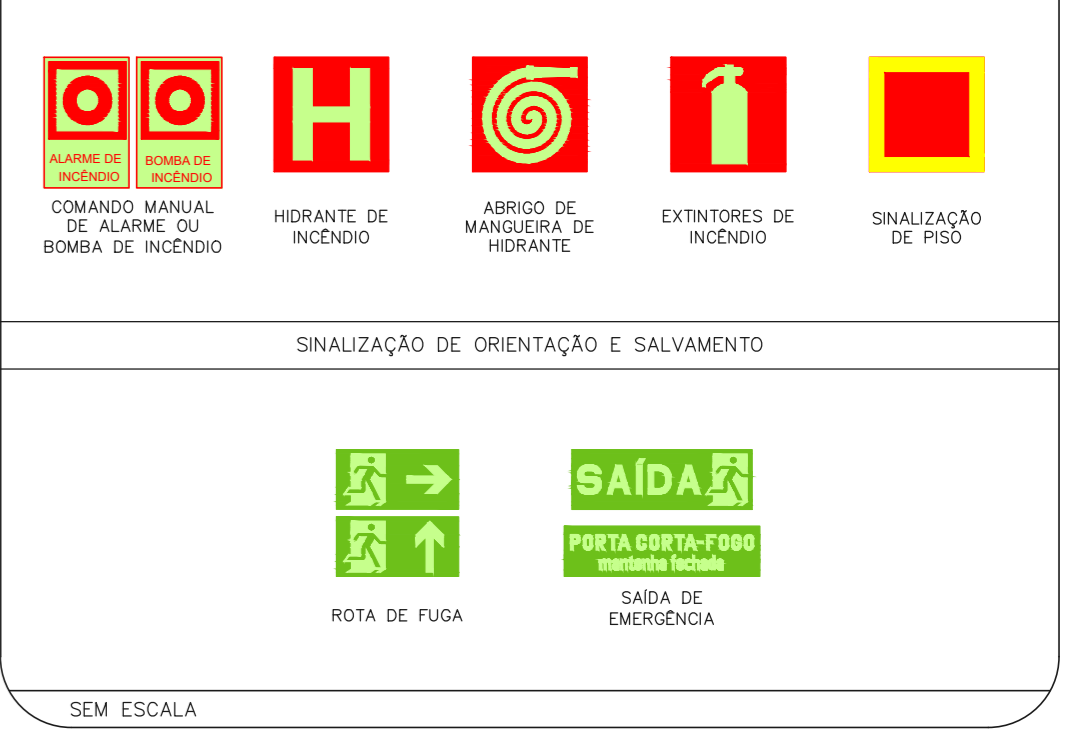 ALARME DE
INCÊNDIO
BOMBA DE
INCÊNDIO
COMANDO MANUAL
DE ALARME OU
BOMBA DE INCÊNDIO
H
HIDRANTE DE
INCÊNDIO
ABRIGO DE
MANGUEIRA DE
HIDRANTE
EXTINTORES DE
INCÊNDIO
SINALIZAÇÃO
DE PISO
SINALIZAÇÃO DE ORIENTAÇÃO E SALVAMENTO
ROTA DE FUGA
SAÍDA
PORTA CORTA-FOGO
mantenha fechada
SAÍDA DE
EMERGÊNCIA
SEM ESCALA